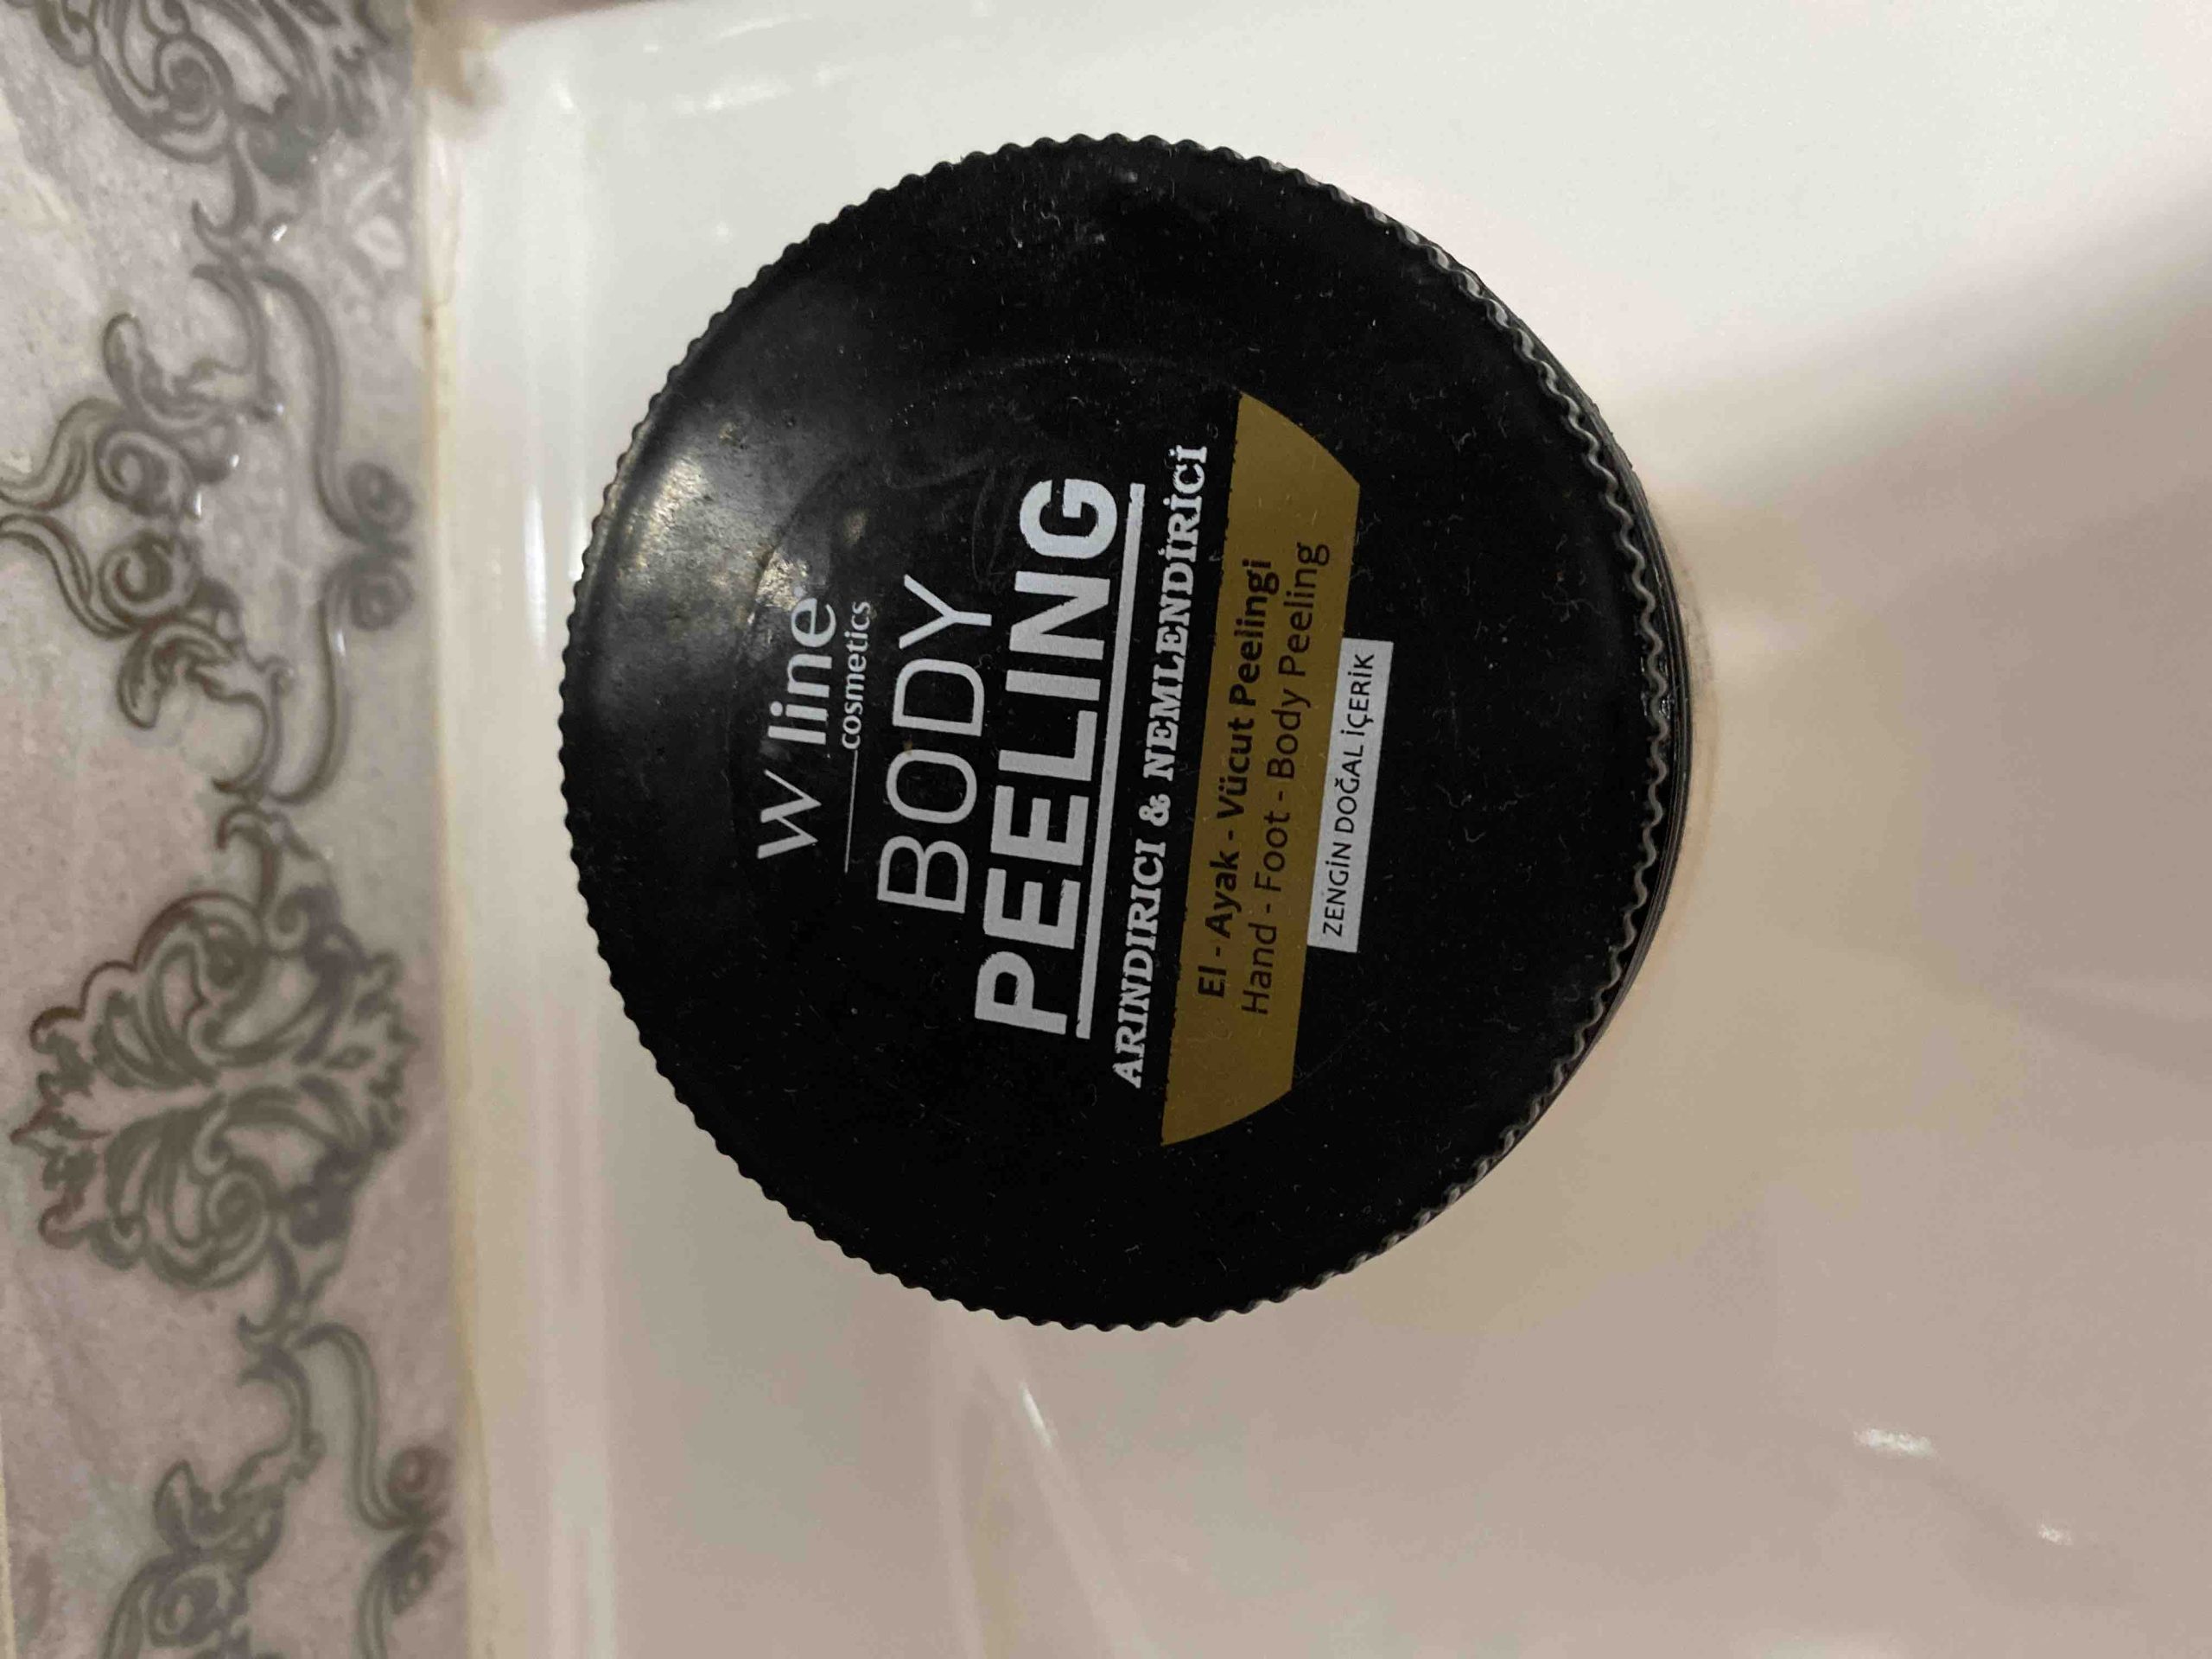 W line
cosmetics
BODY
PEELING
ARINDIRICI & NEMLENDİRİCİ
El - Ayak - Vücut Peelingi
Hand - Foot - Body Peeling
ZENGİN DOĞAL İÇERİK